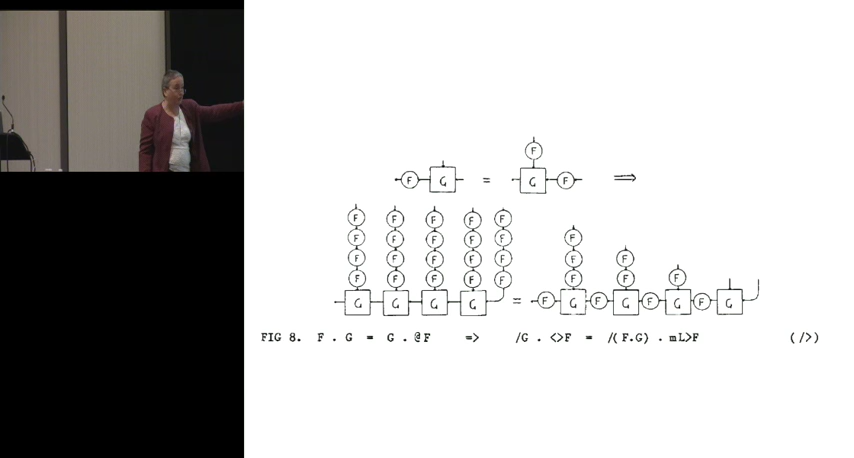 F
F G = G F ⇒
F F F F F
F F F F F F
F F F F F F F
F F F F F F F F
G G G G = F G F G F G F G
FIG 8. F . G = G . @F => /G . <>F = /(F.G) . mL>F (/>)